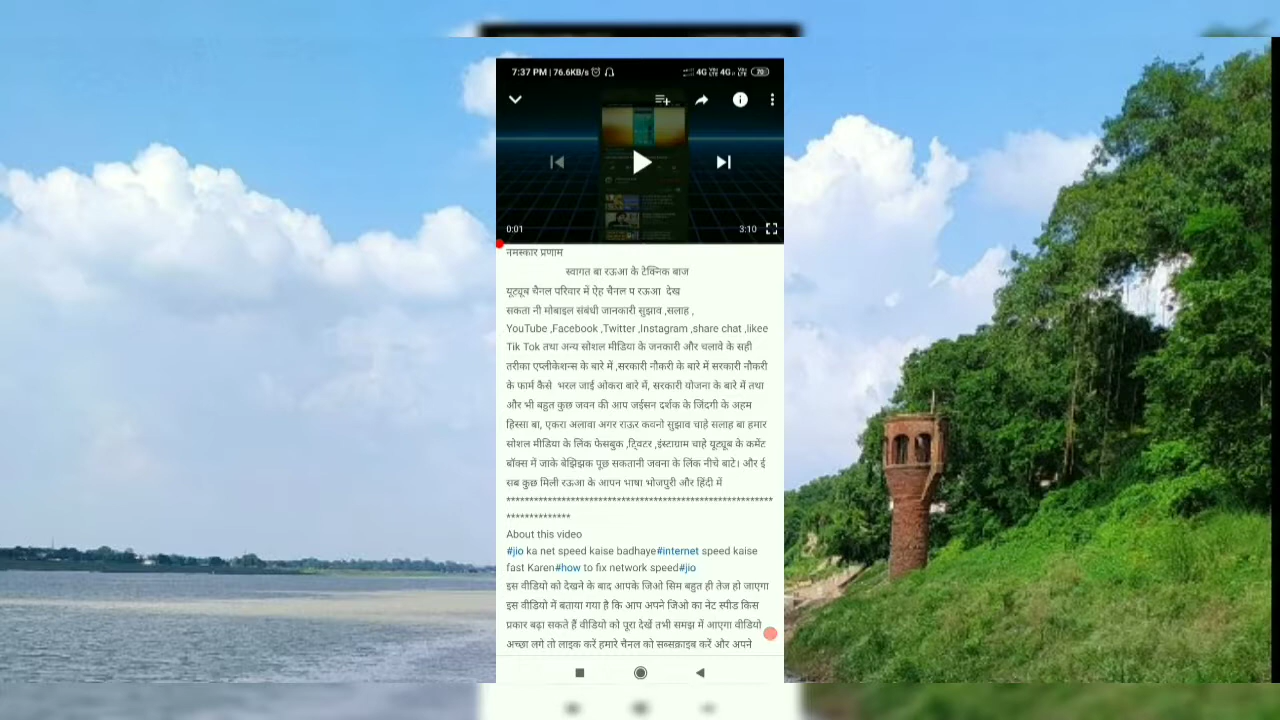 7:37 PM | 76.6KB/s 4G 4G 70
0:01 3:10
नमस्कार प्रणाम
स्वागत बा रऊआ के टेक्निक बाज
यूट्यूब चैनल परिवार में ऐह चैनल प रऊआ देख
सकता नी मोबाइल संबंधी जानकारी सुझाव ,सलाह ,
YouTube ,Facebook ,Twitter ,Instagram ,share chat ,likee
Tik Tok तथा अन्य सोशल मीडिया के जनकारी और चलावे के सही
तरीका एप्लीकेशन्स के बारे में ,सरकारी नौकरी के बारे में सरकारी नौकरी
के फार्म कैसे भरल जाई ओकरा बारे में, सरकारी योजना के बारे में तथा
और भी बहुत कुछ जवन की आप जईसन दर्शक के जिंदगी के अहम
हिस्सा बा, एकरा अलावा अगर राऊर कवनो सुझाव चाहे सलाह बा हमार
सोशल मीडिया के लिंक फेसबुक ,ट्विटर ,इंस्टाग्राम चाहे यूट्यूब के कमेंट
बॉक्स में जाके बेझिझक पूछ सकतानी जवना के लिंक नीचे बाटे। और ई
सब कुछ मिली रऊआ के आपन भाषा भोजपुरी और हिंदी में
**********************************************************
**************
About this video
#jio ka net speed kaise badhaye#internet speed kaise
fast Karen#how to fix network speed#jio
इस वीडियो को देखने के बाद आपके जिओ सिम बहुत ही तेज हो जाएगा
इस वीडियो में बताया गया है कि आप अपने जिओ का नेट स्पीड किस
प्रकार बढ़ा सकते हैं वीडियो को पूरा देखें तभी समझ में आएगा वीडियो
अच्छा लगे तो लाइक करें हमारे चैनल को सब्सक्राइब करें और अपने